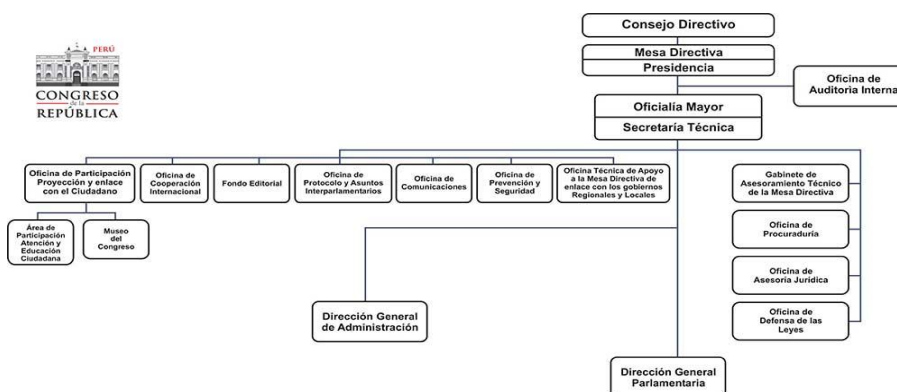 PERÚ
CONGRESO
de la
REPÚBLICA
Consejo Directivo
Mesa Directiva
Presidencia
Oficina de
Auditoria Interna
Oficialía Mayor
Secretaría Técnica
Oficina de Participación
Proyección y enlace
con el Ciudadano
Oficina de
Cooperación
Internacional
Fondo Editorial
Oficina de
Protocolo y Asuntos
Interparlamentarios
Oficina de
Comunicaciones
Oficina de
Prevención y
Seguridad
Oficina Técnica de Apoyo
a la Mesa Directiva de
enlace con los gobiernos
Regionales y Locales
Gabinete de
Asesoramiento Técnico
de la Mesa Directiva
Área de
Participación
Atención y
Educación
Ciudadana
Museo
del
Congreso
Oficina de
Procuraduría
Oficina de
Asesoría Jurídica
Dirección General
de Administración
Oficina de
Defensa de las
Leyes
Dirección General
Parlamentaria